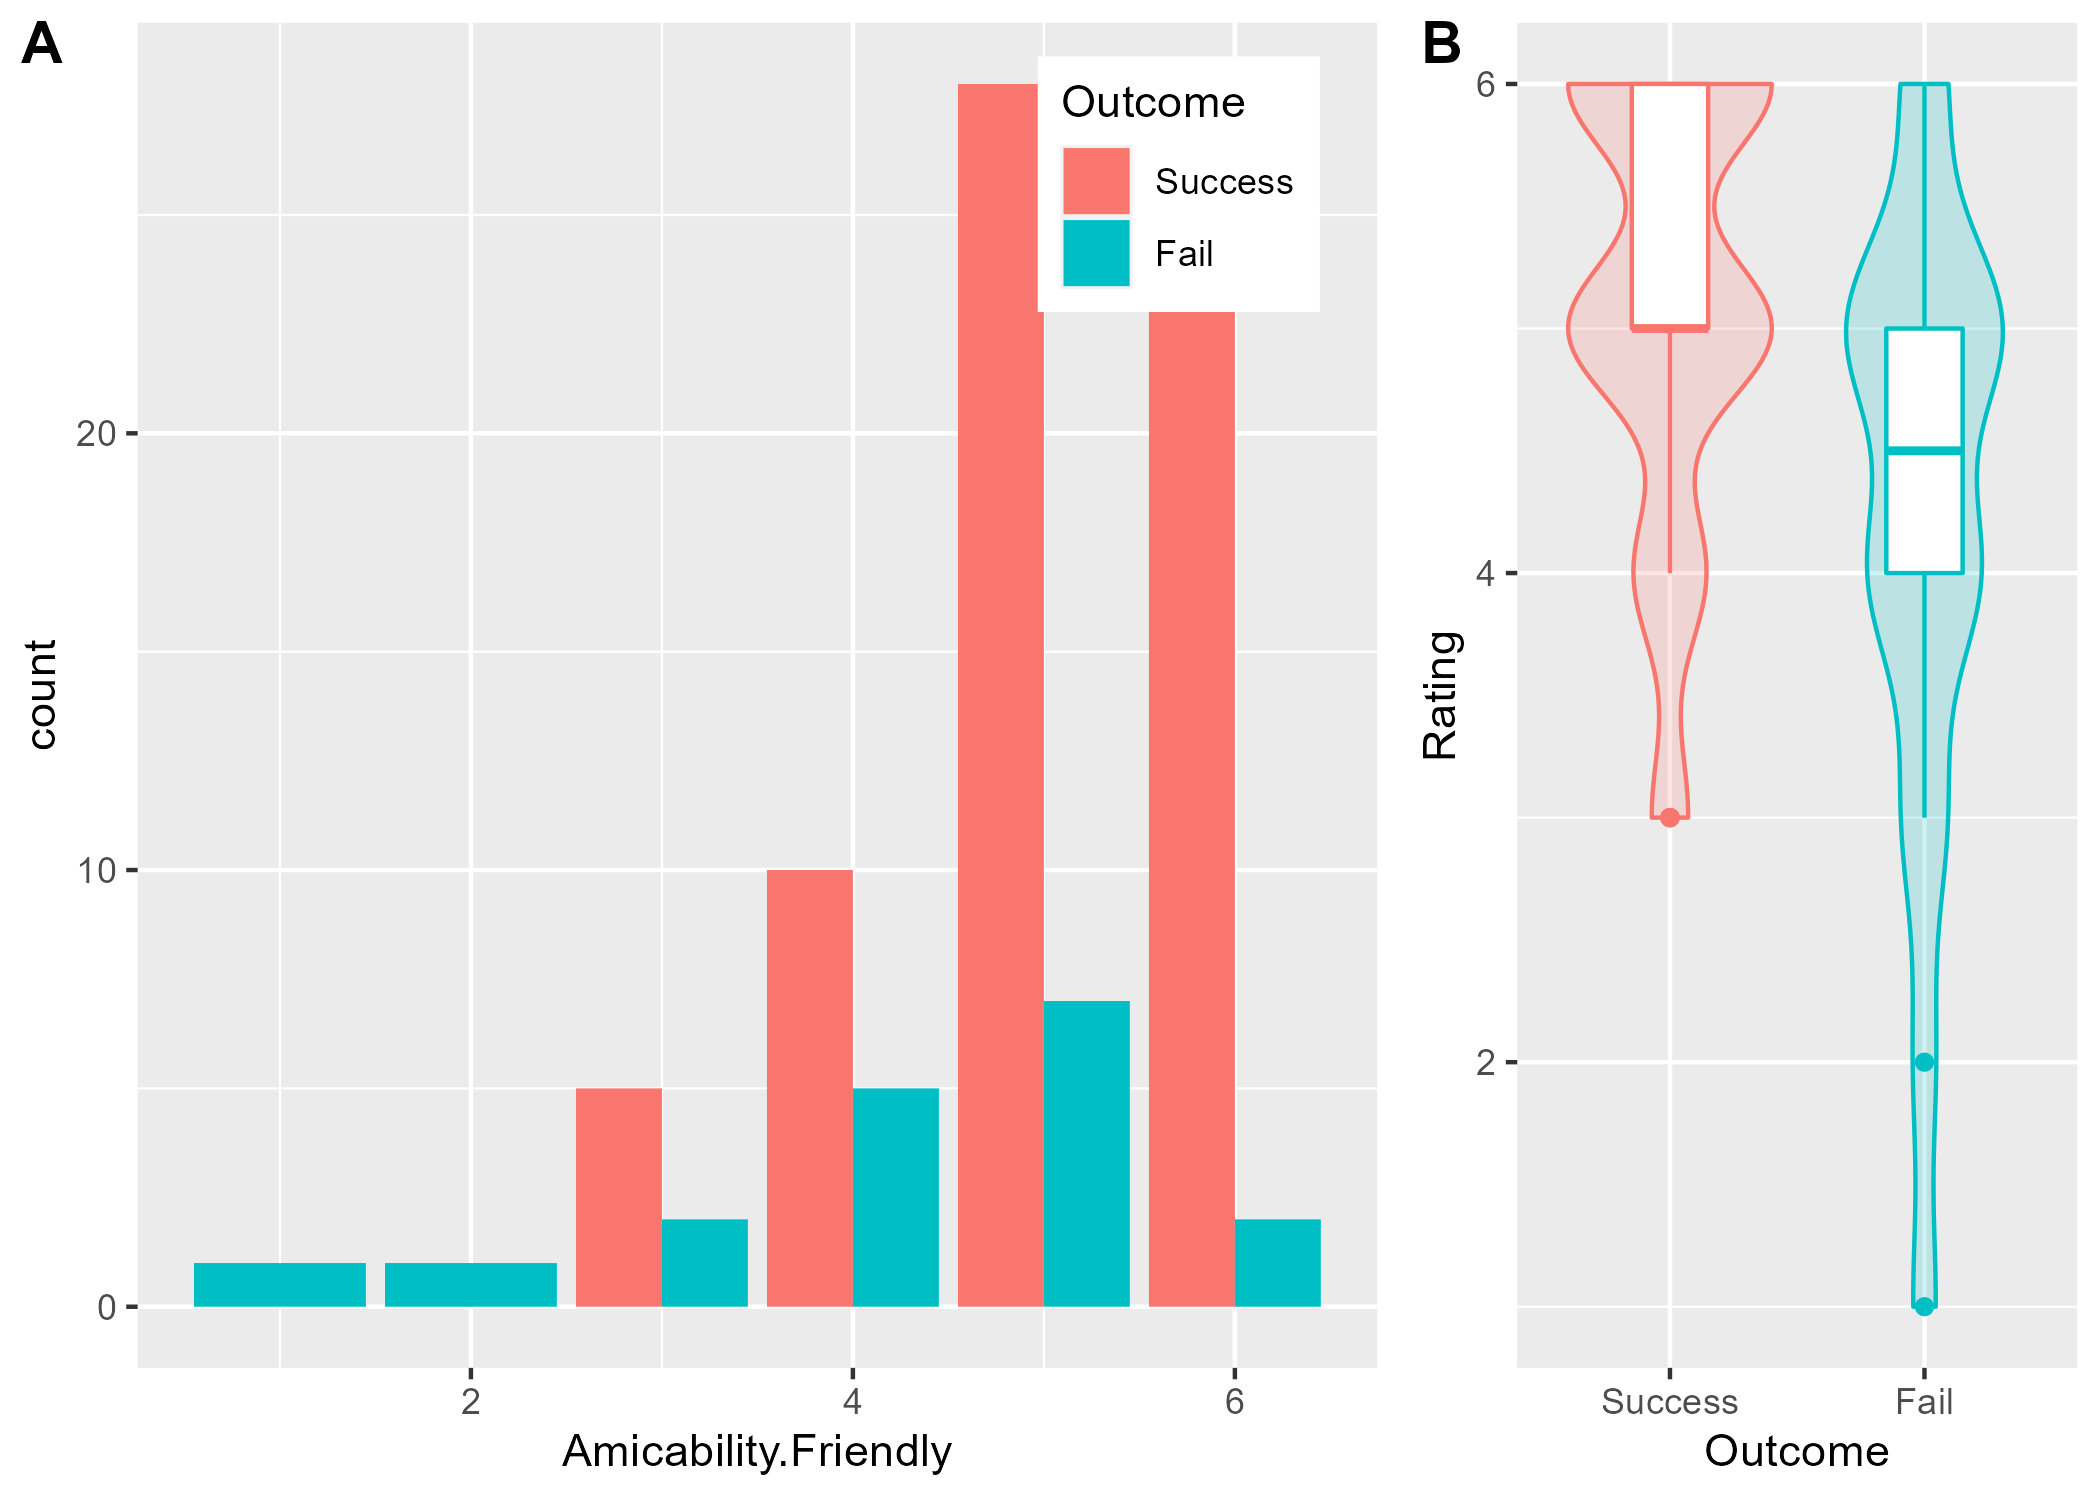 A
count
20
10
0
2
4
6
Amicability.Friendly
Outcome
Success
Fail
B
Rating
6
4
2
Success
Fail
Outcome